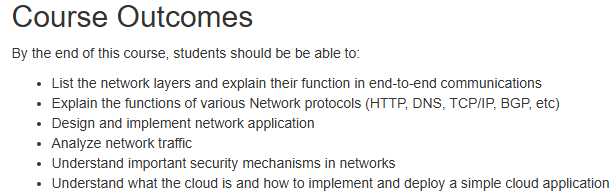 Course Outcomes
By the end of this course, students should be be able to:
• List the network layers and explain their function in end-to-end communications
• Explain the functions of various Network protocols (HTTP, DNS, TCP/IP, BGP, etc)
• Design and implement network application
• Analyze network traffic
• Understand important security mechanisms in networks
• Understand what the cloud is and how to implement and deploy a simple cloud application